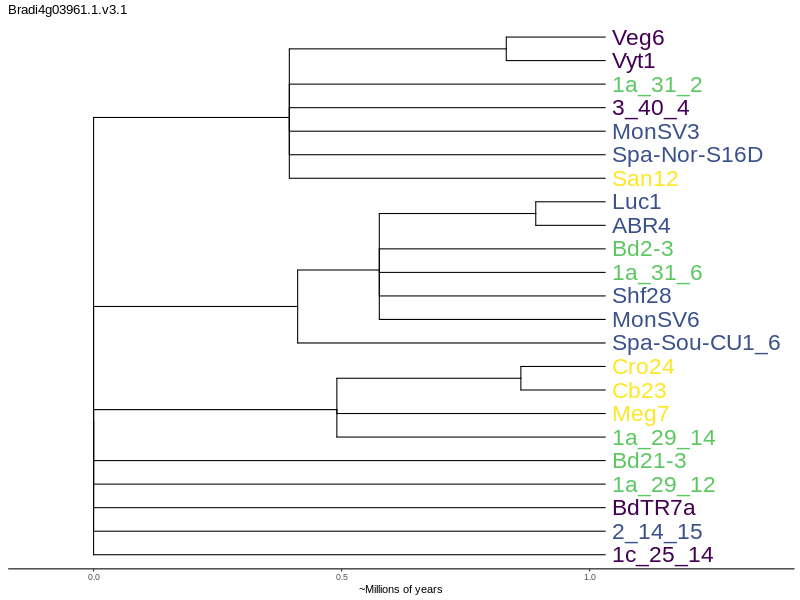 Bradi4g03961.1.v3.1
Veg6
Vyt1
1a_31_2
3_40_4
MonSV3
Spa-Nor-S16D
San12
Luc1
ABR4
Bd2-3
1a_31_6
Shf28
MonSV6
Spa-Sou-CU1_6
Cro24
Cb23
Meg7
1a_29_14
Bd21-3
1a_29_12
BdTR7a
2_14_15
1c_25_14
0.0 0.5 1.0
~Millions of years